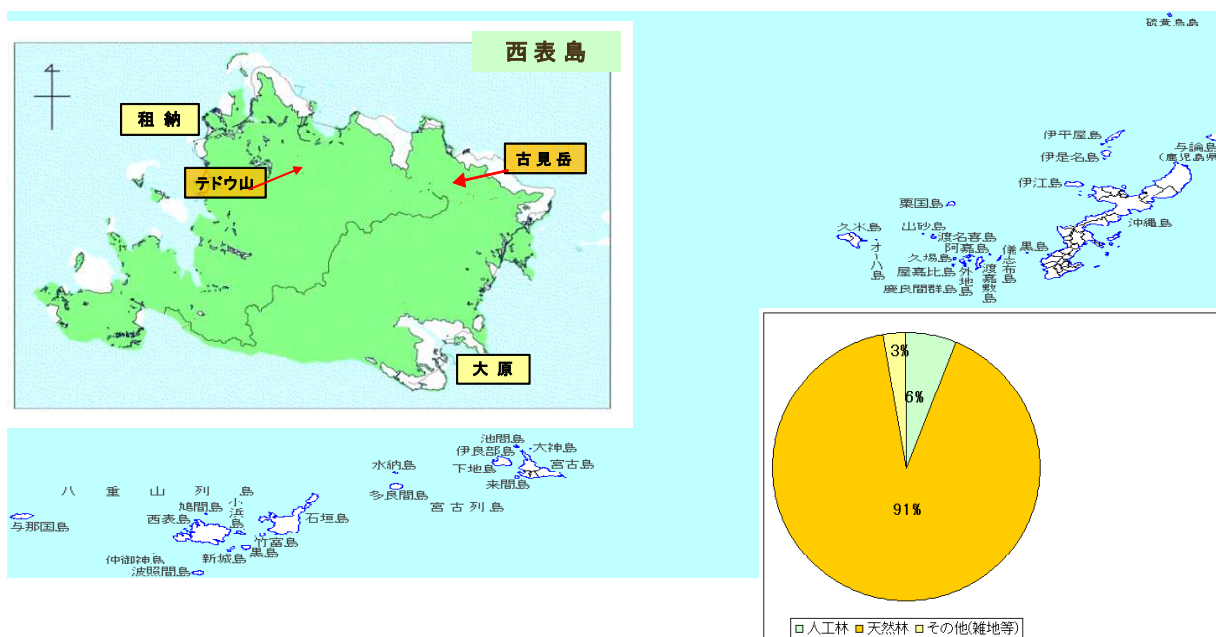 西表島
硫黄鳥島
租納
古見岳
テドウ山
大原
伊平屋島
与論島
(鹿児島県
伊是名島
伊江島
粟国島
沖縄島
久米島
出砂島
渡名喜島
オーハ島
阿嘉島
黒島
久場島
儀志布島
屋嘉比島
外地島
渡嘉敷島
慶良間群島
3%
6%
91%
池間島
大神島
伊良部島
水納島
下地島
宮古島
来間島
多良間島
宮古列島
八重山列島
鳩間島
小浜島
石垣島
与那国島
西表島
竹富島
黒島
新城島
仲御神島
波照間島
人工林 天然林 その他(雑地等)